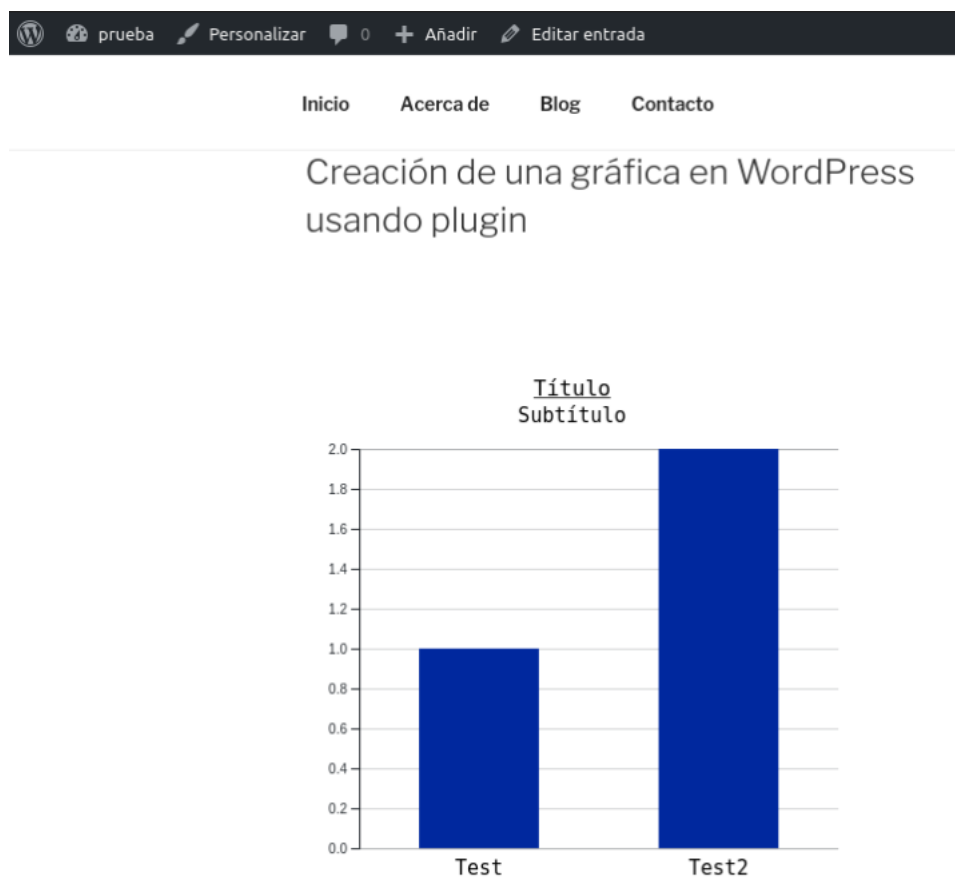 prueba Personalizar 0 Añadir Editar entrada
Inicio Acerca de Blog Contacto
Creación de una gráfica en WordPress
usando plugin
Título
Subtítulo
2.0
1.8
1.6
1.4
1.2
1.0
0.8
0.6
0.4
0.2
0.0
Test Test2